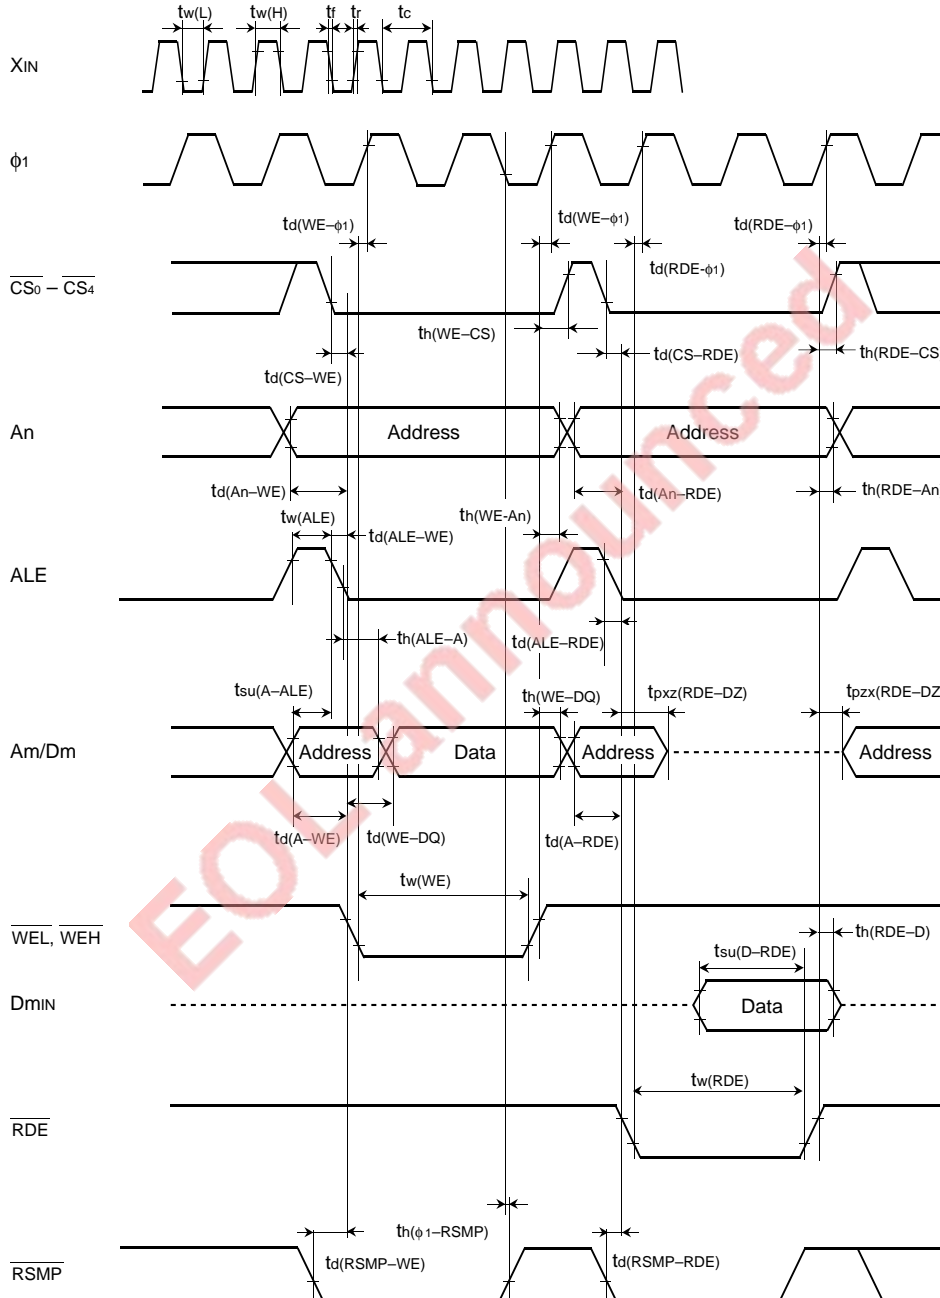 tw(L) tw(H) tf tr tc
XIN
ϕ1
td(WE–ϕ1) td(WE–ϕ1) td(RDE–ϕ1)
td(RDE-ϕ1)
CS0 – CS4
th(WE–CS)
td(CS–RDE) th(RDE–CS
td(CS–WE)
An Address Address
td(An–WE) td(An–RDE) th(RDE–An
tw(ALE) th(WE-An)
td(ALE–WE)
ALE
th(ALE–A) td(ALE–RDE)
tsu(A–ALE) th(WE–DQ) tpxz(RDE–DZ) tpzx(RDE–DZ
Am/Dm Address Data Address Address
td(A–WE) td(WE–DQ) td(A–RDE)
tw(WE)
WEL, WEH
th(RDE–D)
tsu(D–RDE)
DmIN Data
tw(RDE)
RDE
th(ϕ1–RSMP)
td(RSMP–WE) td(RSMP–RDE)
RSMP
EOL announced